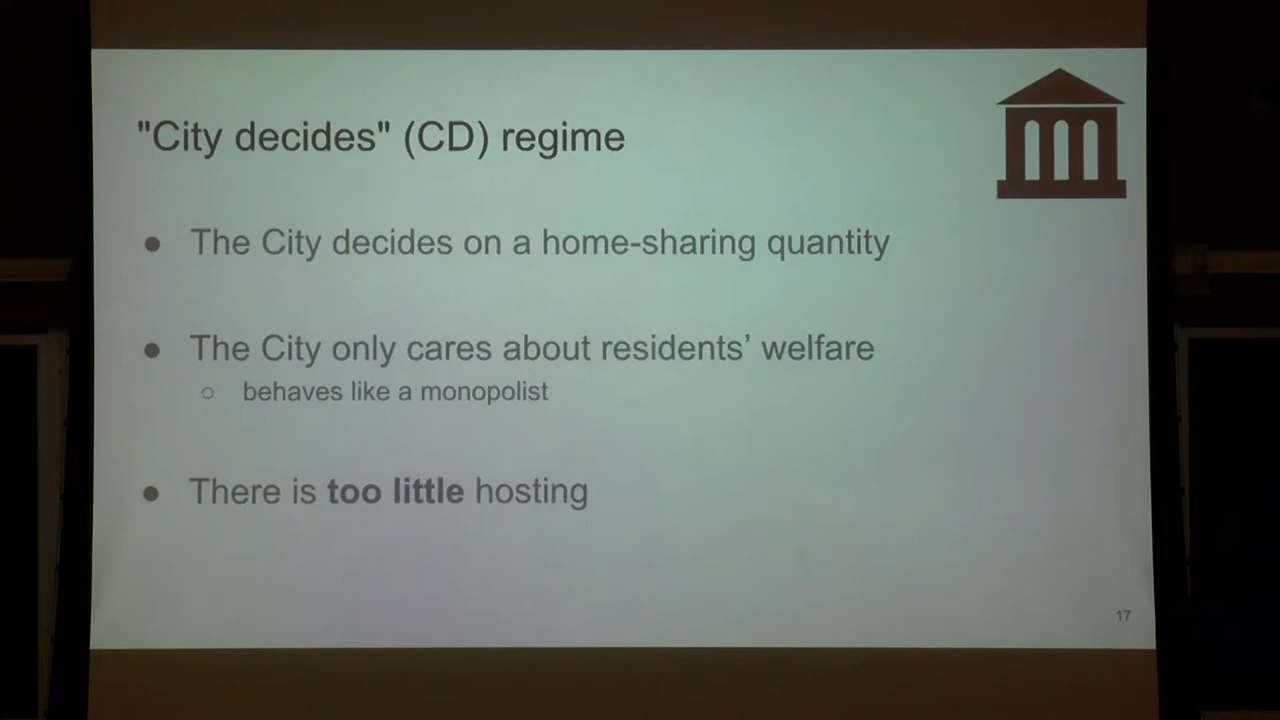 "City decides" (CD) regime
● The City decides on a home-sharing quantity
● The City only cares about residents’ welfare
○ behaves like a monopolist
● There is too little hosting
17